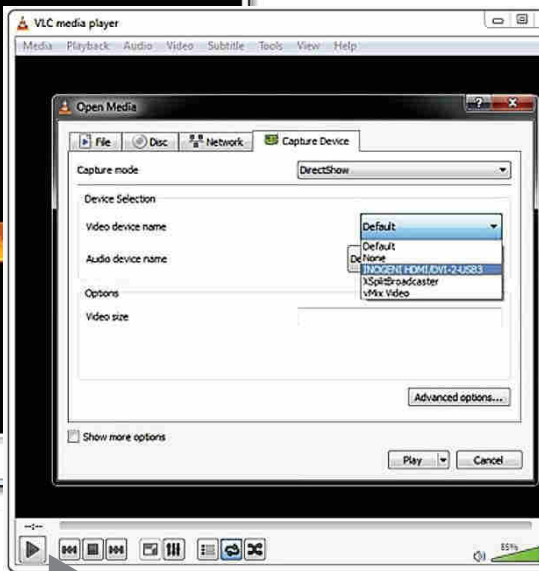 VLC media player
Media Playback Audio Video Subtitle Tools View Help
Open Media
File Disc Network Capture Device
Capture mode DirectShow
Device Selection
Video device name Default
Default
Audio device name De None
INOGENI HDMI/DVI-2-USB3
XSplitBroadcaster
vMix Video
Options
Video size
Advanced options...
Show more options
Play Cancel
--:--
85%